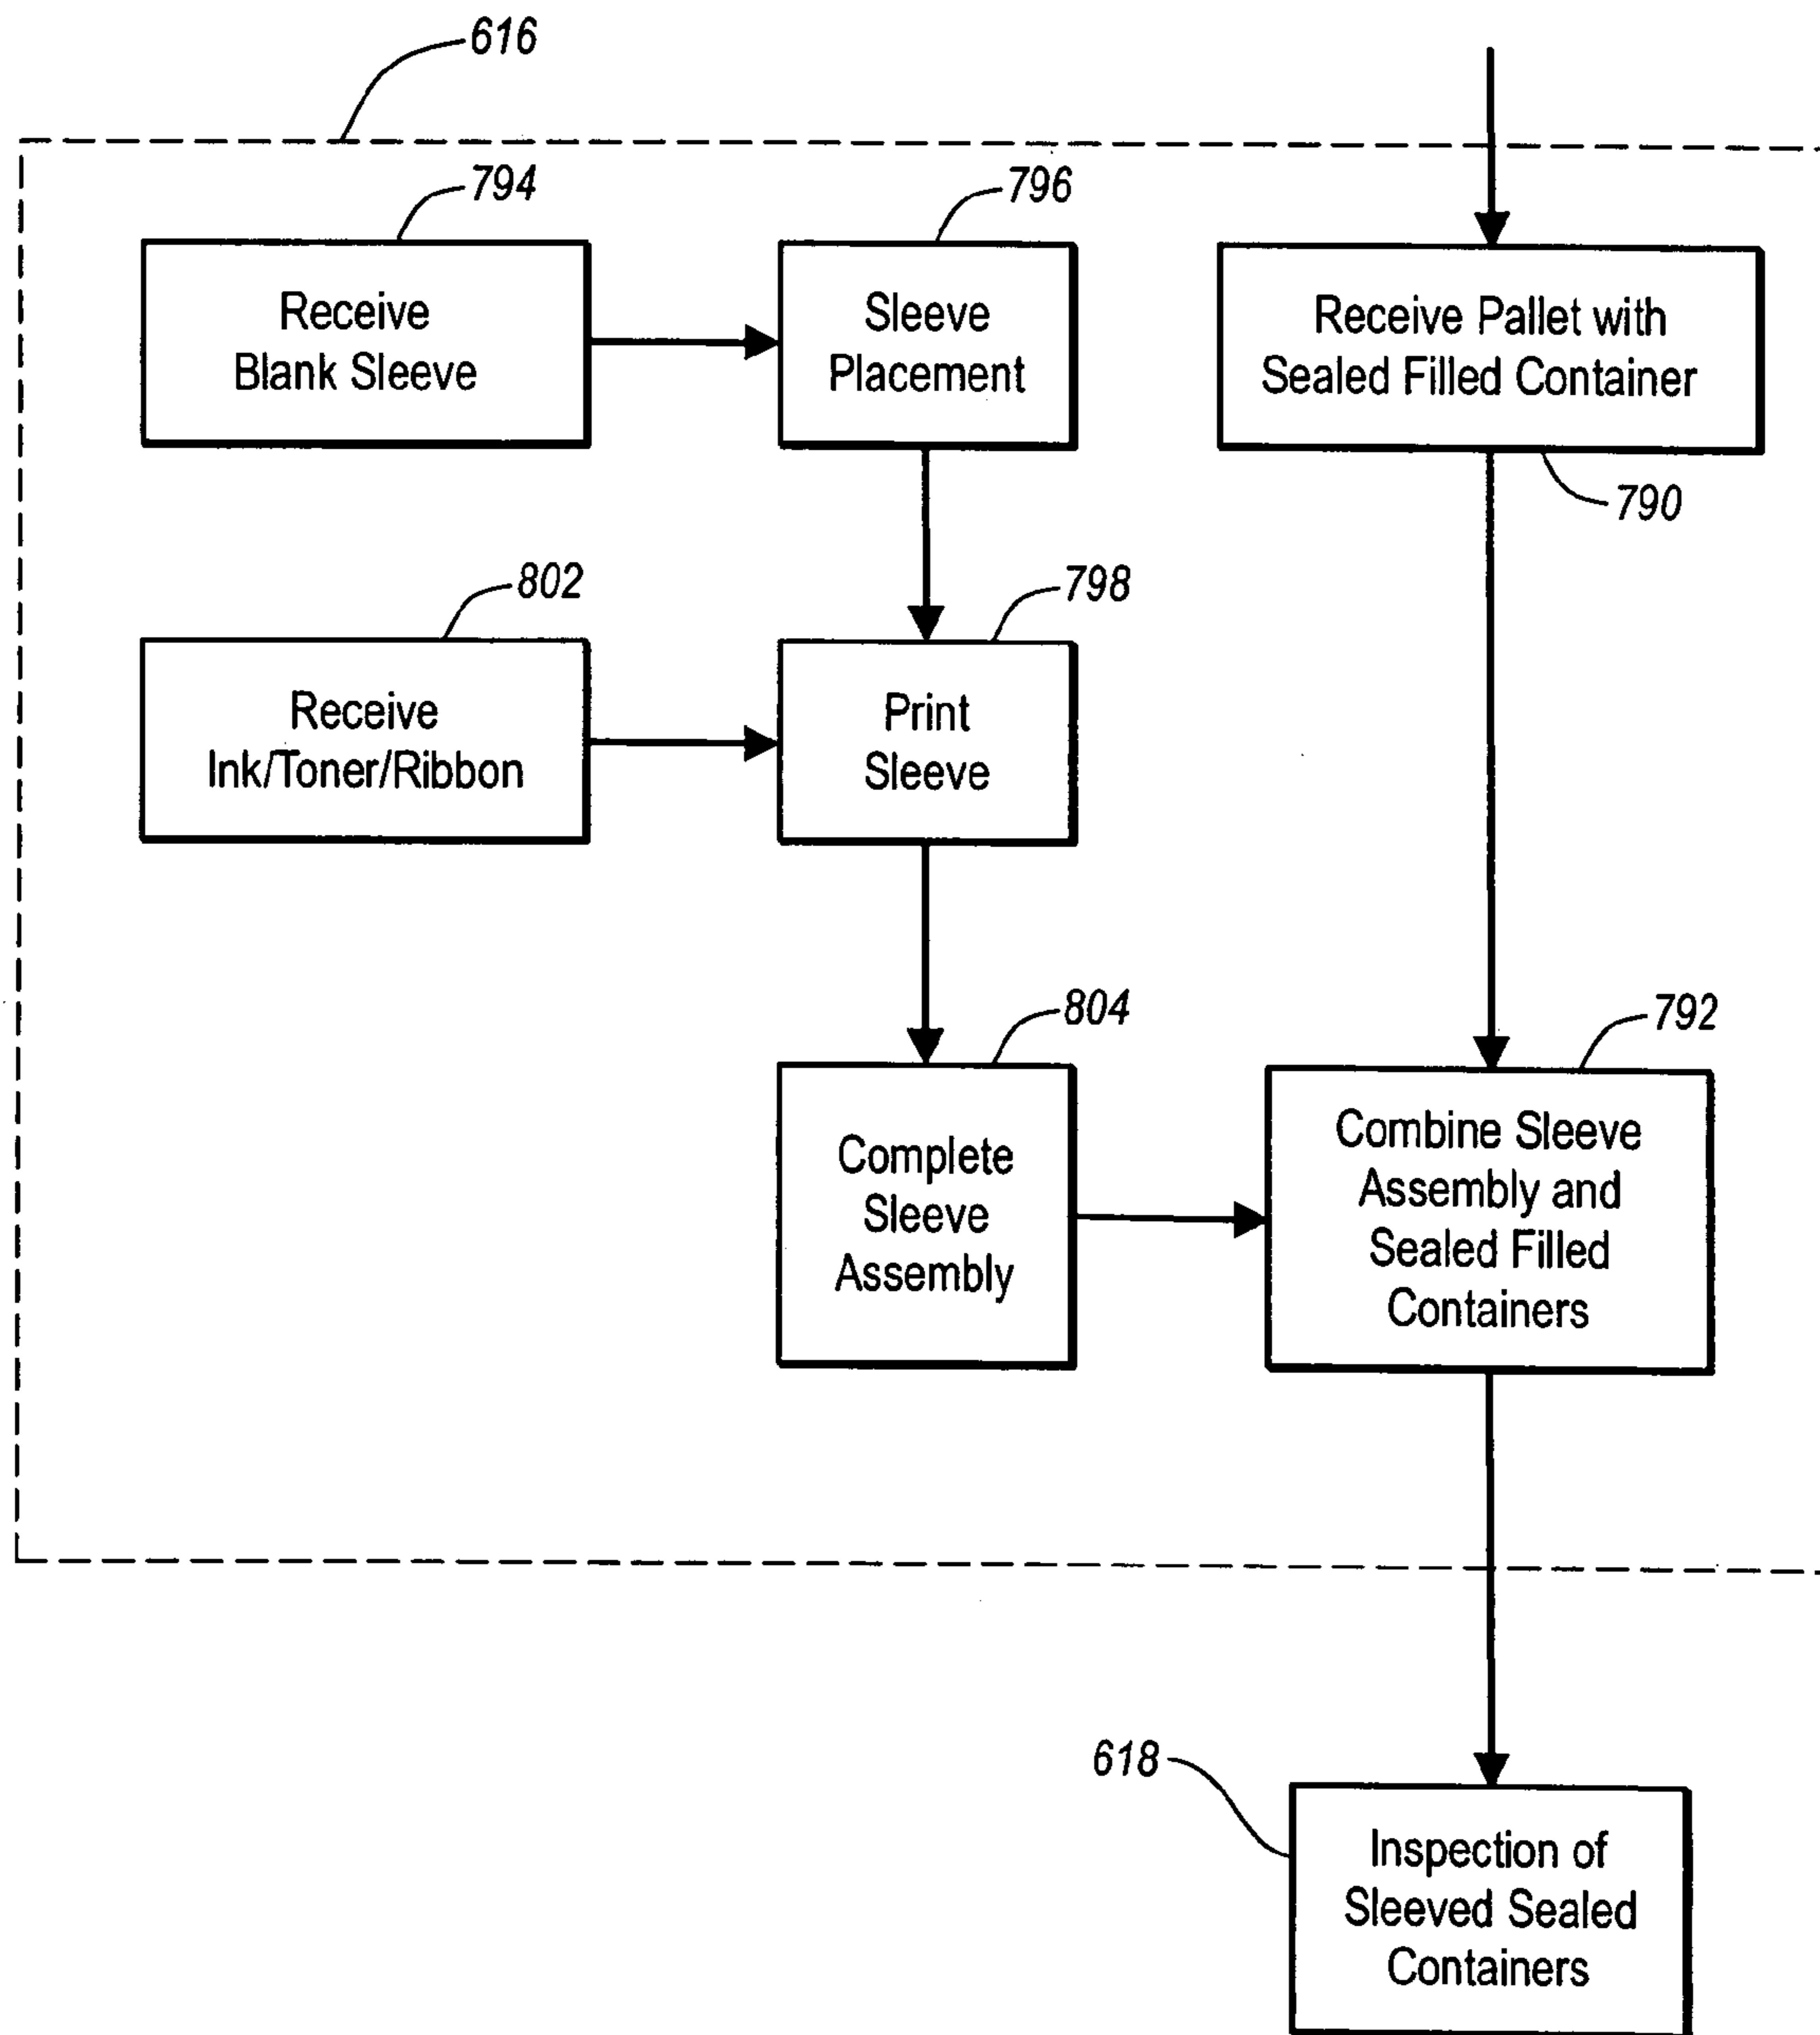 616
794
796
Receive
Blank Sleeve
Sleeve
Placement
Receive Pallet with
Sealed Filled Container
790
802
798
Receive
Ink/Toner/Ribbon
Print
Sleeve
804
792
Complete
Sleeve
Assembly
Combine Sleeve
Assembly and
Sealed Filled
Containers
618
Inspection of
Sleeved Sealed
Containers